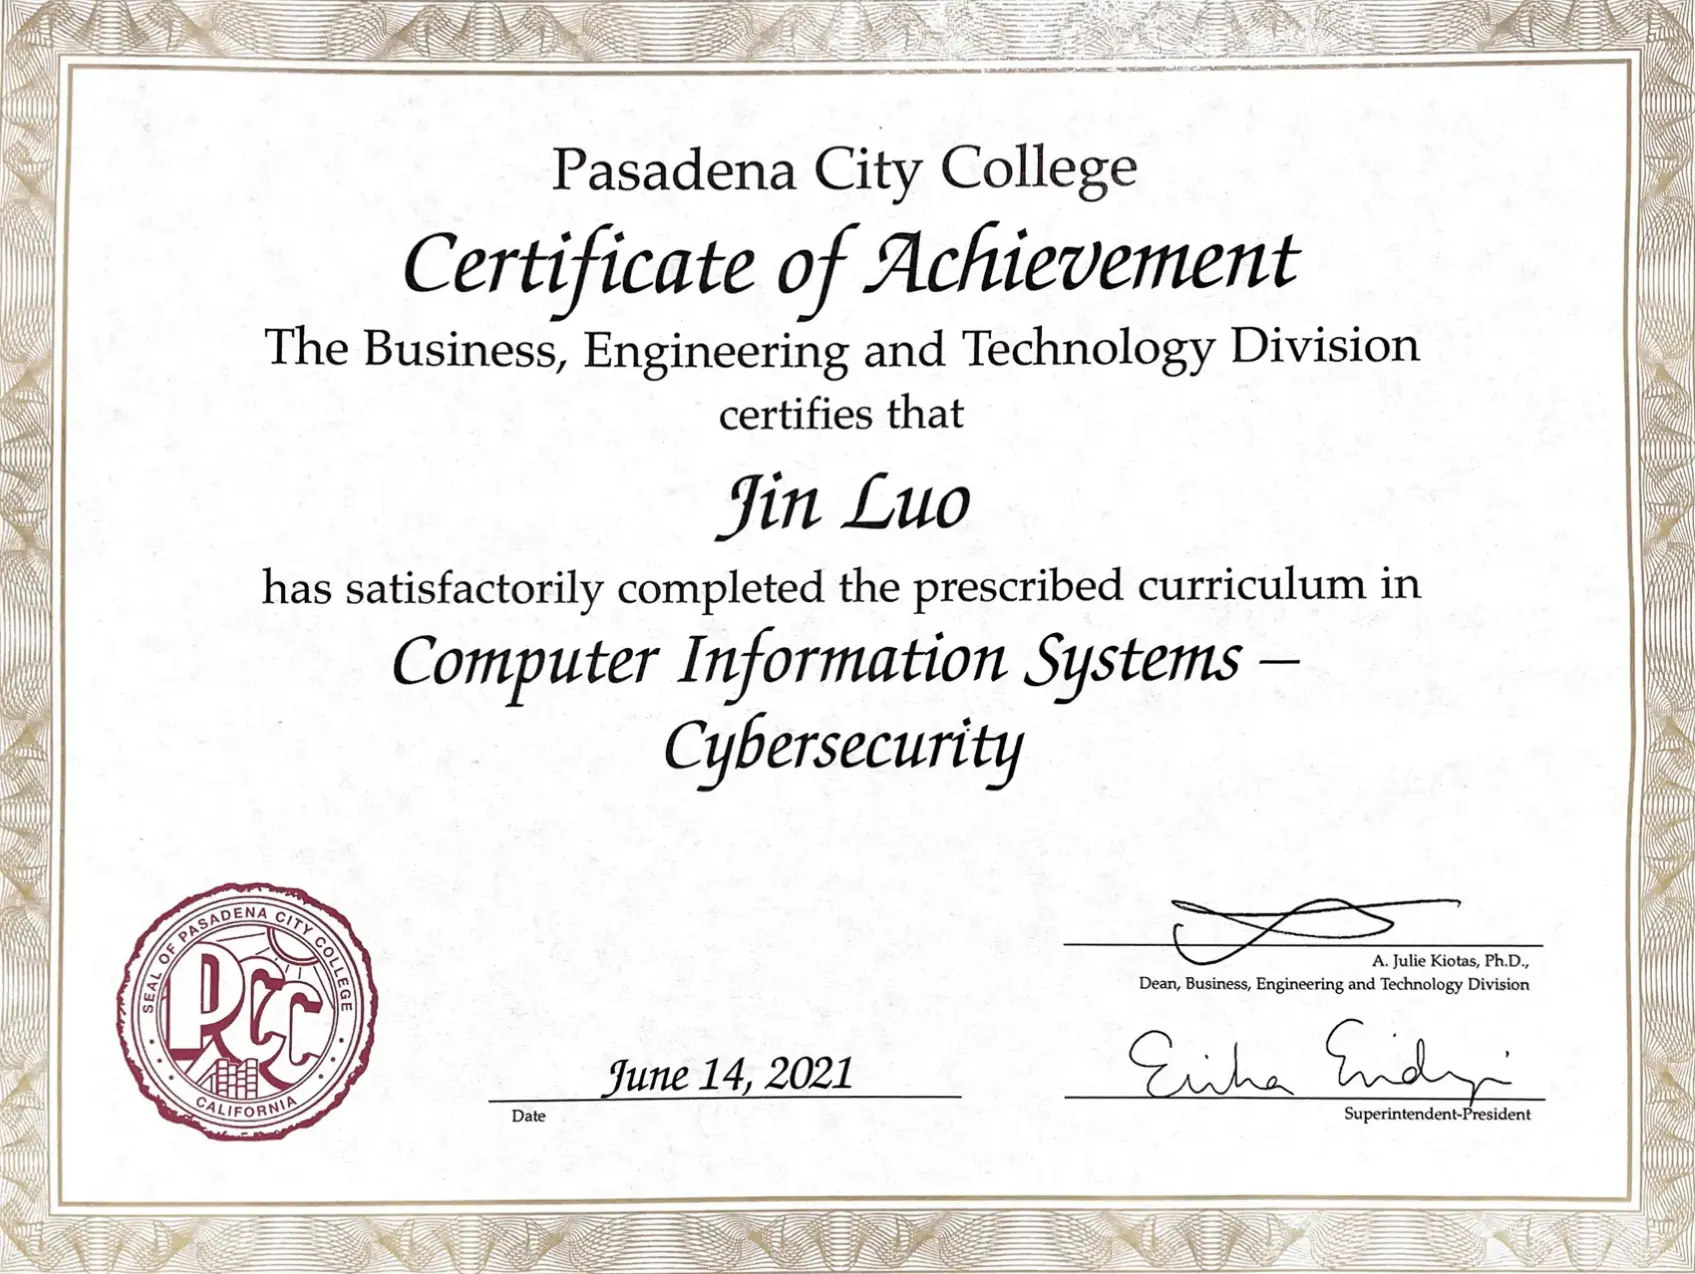 Pasadena City College
Certificate of Achievement
The Business, Engineering and Technology Division
certifies that
Jin Luo
has satisfactorily completed the prescribed curriculum in
Computer Information Systems –
Cybersecurity
SEAL OF PASADENA CITY COLLEGE
PCC
CALIFORNIA
June 14, 2021
Date
A. Julie Kiotas, Ph.D.,
Dean, Business, Engineering and Technology Division
Erika Endrijonas
Superintendent-President